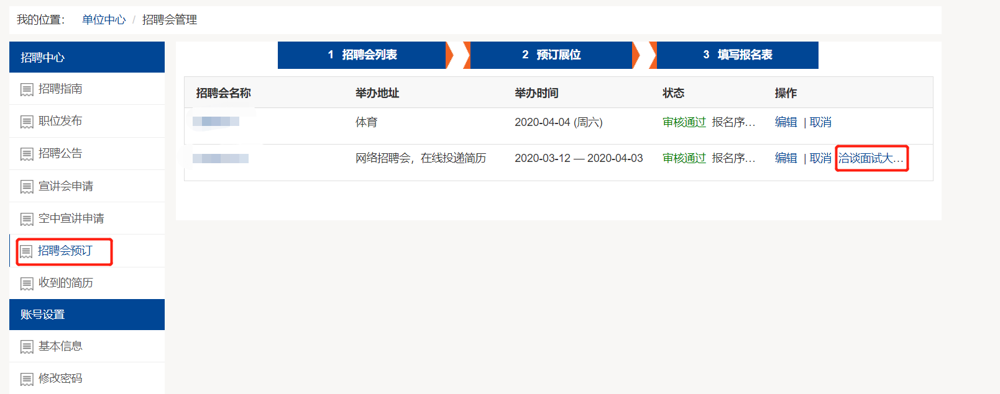 我的位置： 单位中心 / 招聘会管理
招聘中心
招聘指南
职位发布
招聘公告
宣讲会申请
空中宣讲申请
招聘会预订
收到的简历
账号设置
基本信息
修改密码
1 招聘会列表
2 预订展位
3 填写报名表
招聘会名称 举办地址 举办时间 状态 操作
体育 2020-04-04 (周六) 审核通过 报名序... 编辑 | 取消
网络招聘会，在线投递简历 2020-03-12 — 2020-04-03 审核通过 报名序... 编辑 | 取消 洽谈面试大...